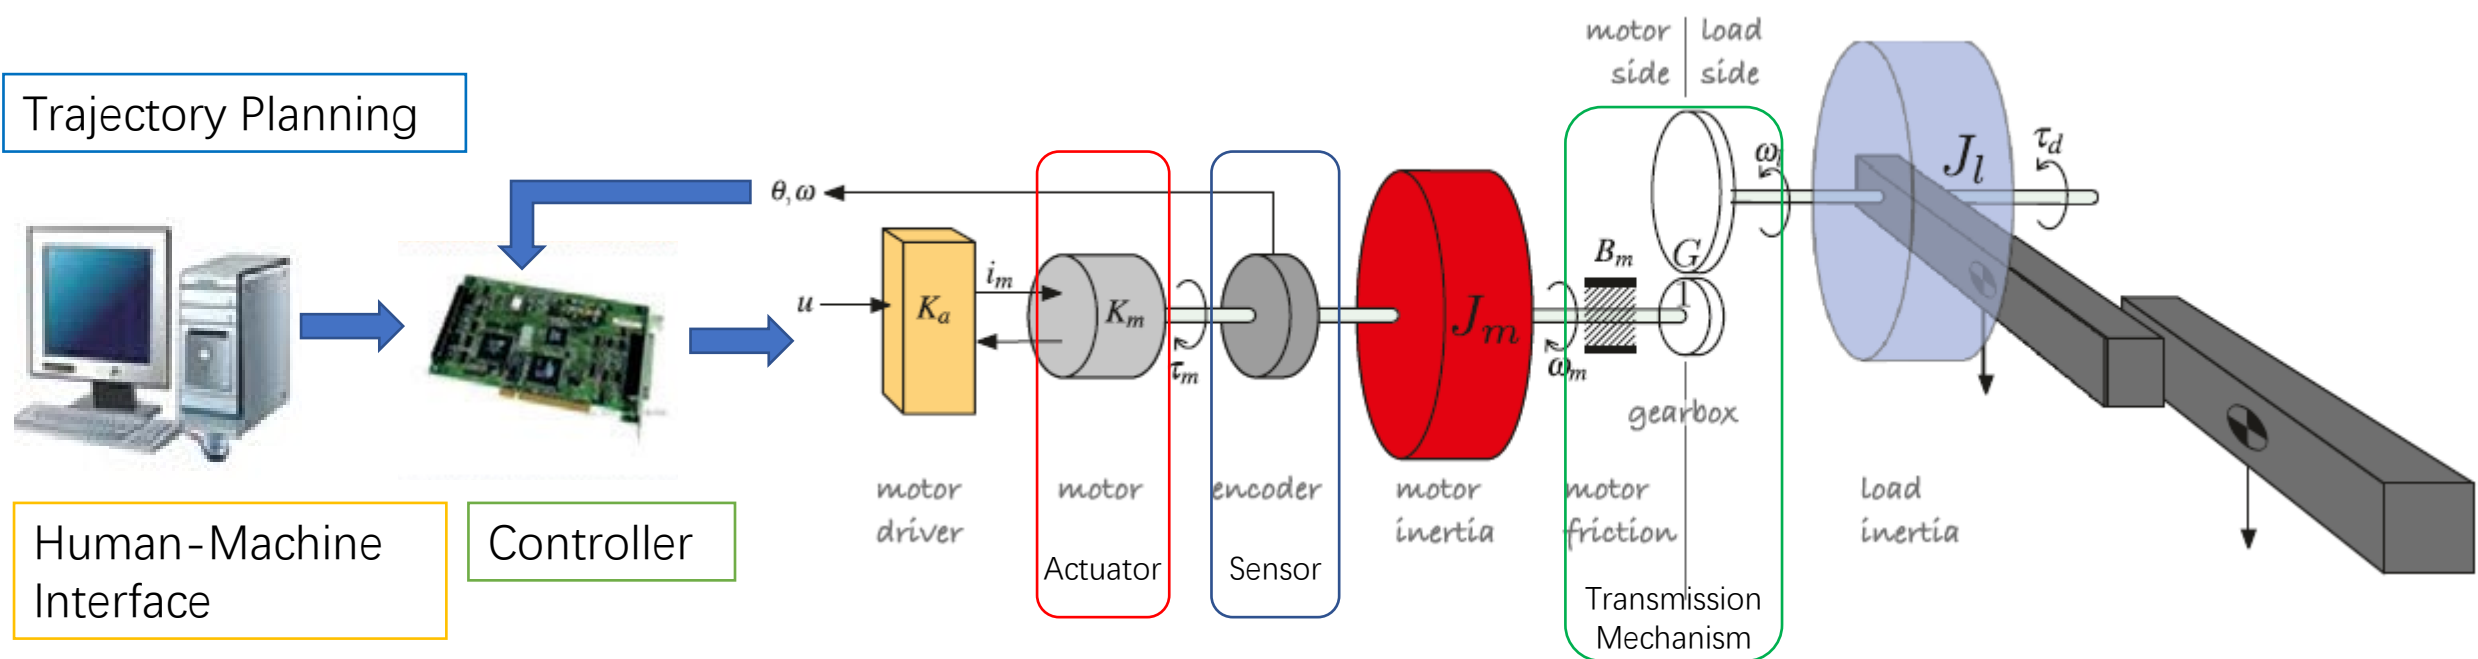 motor load
side side
Trajectory Planning
θ, ω
u
K_a
i_m
K_m
τ_m
J_m
ω_m
B_m
G
1
ω_l
J_l
τ_d
gearbox
motor
driver
motor
encoder
motor
inertia
motor
friction
load
inertia
Human-Machine
Interface
Controller
Actuator
Sensor
Transmission
Mechanism